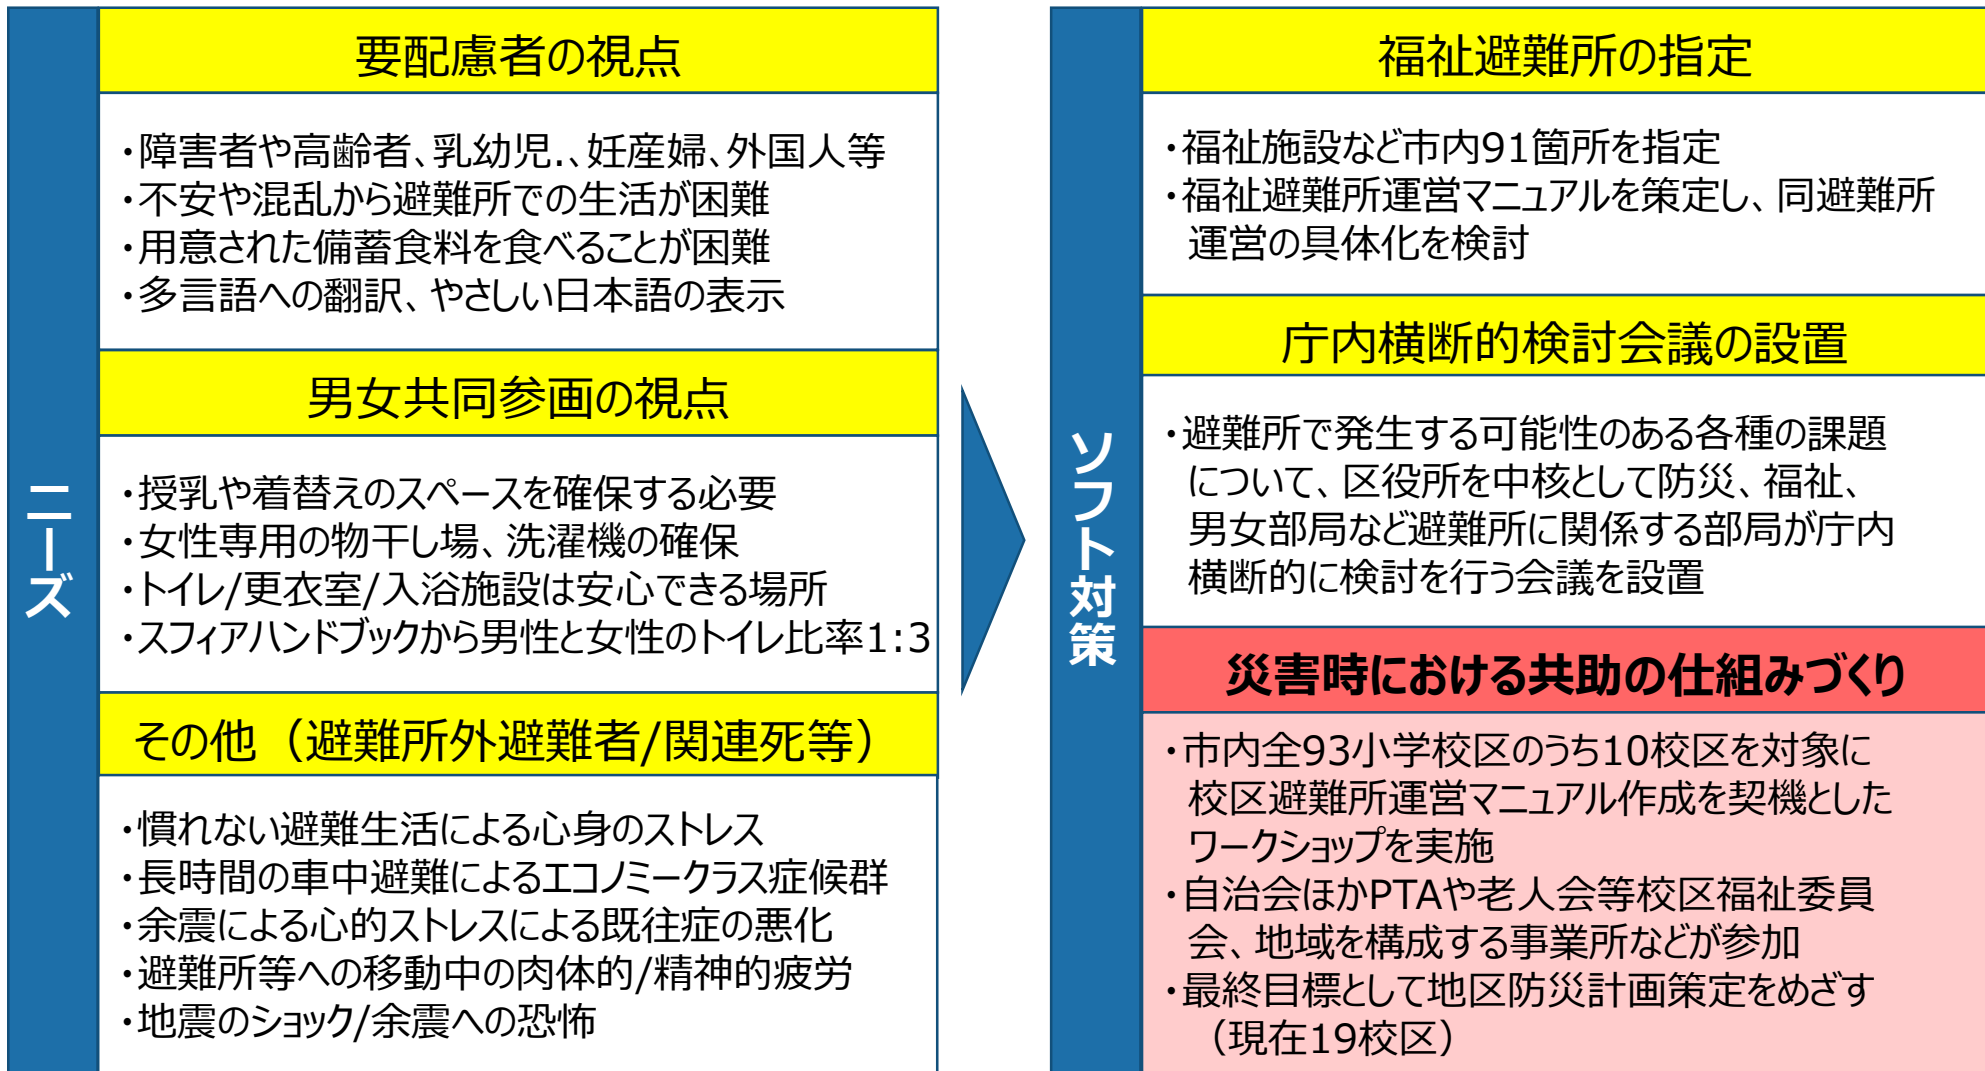 ニーズ
要配慮者の視点
・障害者や高齢者、乳幼児.、妊産婦、外国人等
・不安や混乱から避難所での生活が困難
・用意された備蓄食料を食べることが困難
・多言語への翻訳、やさしい日本語の表示
男女共同参画の視点
・授乳や着替えのスペースを確保する必要
・女性専用の物干し場、洗濯機の確保
・トイレ/更衣室/入浴施設は安心できる場所
・スフィアハンドブックから男性と女性のトイレ比率1:3
その他（避難所外避難者/関連死等）
・慣れない避難生活による心身のストレス
・長時間の車中避難によるエコノミークラス症候群
・余震による心的ストレスによる既往症の悪化
・避難所等への移動中の肉体的/精神的疲労
・地震のショック/余震への恐怖
ソフト対策
福祉避難所の指定
・福祉施設など市内91箇所を指定
・福祉避難所運営マニュアルを策定し、同避難所
運営の具体化を検討
庁内横断的検討会議の設置
・避難所で発生する可能性のある各種の課題
について、区役所を中核として防災、福祉、
男女部局など避難所に関係する部局が庁内
横断的に検討を行う会議を設置
災害時における共助の仕組みづくり
・市内全93小学校区のうち10校区を対象に
校区避難所運営マニュアル作成を契機とした
ワークショップを実施
・自治会ほかPTAや老人会等校区福祉委員
会、地域を構成する事業所などが参加
・最終目標として地区防災計画策定をめざす
（現在19校区）